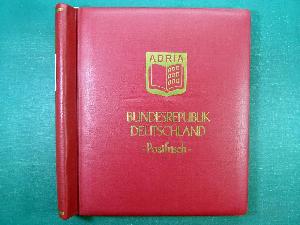 ADRIA
BUNDESREPUBLIK
DEUTSCHLAND
-Postfrisch-